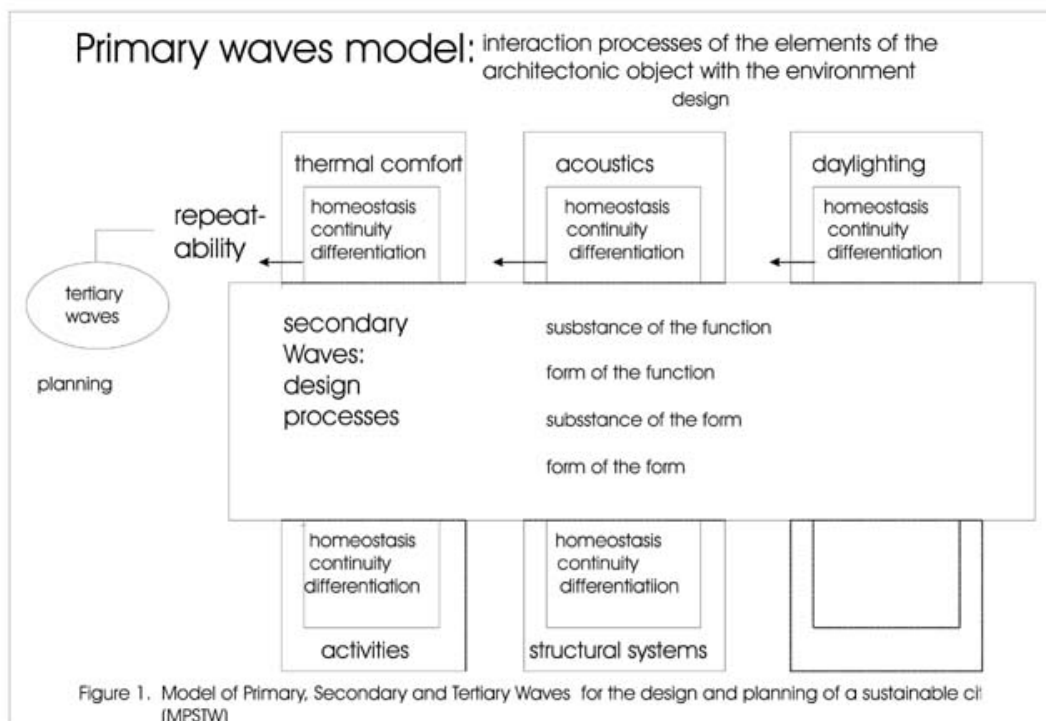 Primary waves model: interaction processes of the elements of the
architectonic object with the environment
design
thermal comfort
acoustics
daylighting
homeostasis
continuity
differentiation
homeostasis
continuity
differentiation
homeostasis
continuity
differentiation
repeat-
ability
tertiary
waves
planning
secondary
Waves:
design
processes
susbstance of the function
form of the function
subsstance of the form
form of the form
homeostasis
continuity
differentiation
homeostasis
continuity
differentiatiion
activities
structural systems
Figure 1. Model of Primary, Secondary and Tertiary Waves for the design and planning of a sustainable
(MPSTW)